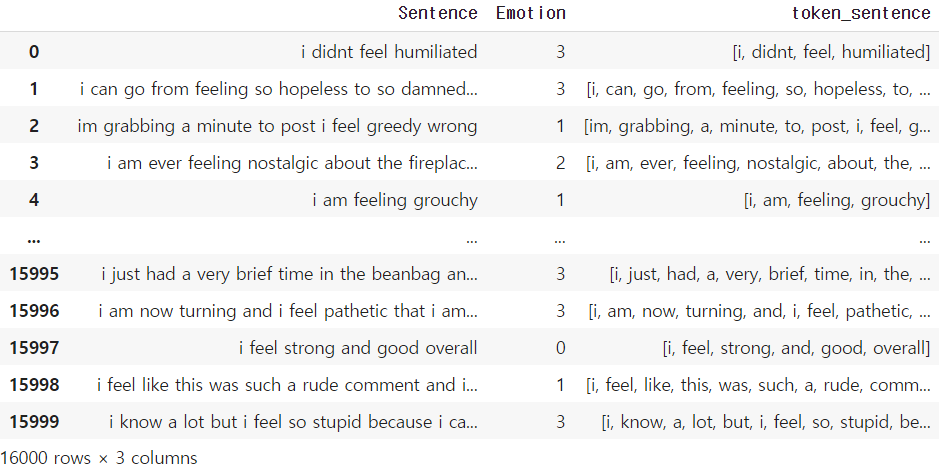 Sentence Emotion token_sentence
0 i didnt feel humiliated 3 [i, didnt, feel, humiliated]
1 i can go from feeling so hopeless to so damned... 3 [i, can, go, from, feeling, so, hopeless, to, ...
2 im grabbing a minute to post i feel greedy wrong 1 [im, grabbing, a, minute, to, post, i, feel, g...
3 i am ever feeling nostalgic about the fireplac... 2 [i, am, ever, feeling, nostalgic, about, the, ...
4 i am feeling grouchy 1 [i, am, feeling, grouchy]
... ... ... ...
15995 i just had a very brief time in the beanbag an... 3 [i, just, had, a, very, brief, time, in, the, ...
15996 i am now turning and i feel pathetic that i am... 3 [i, am, now, turning, and, i, feel, pathetic, ...
15997 i feel strong and good overall 0 [i, feel, strong, and, good, overall]
15998 i feel like this was such a rude comment and i... 1 [i, feel, like, this, was, such, a, rude, comm...
15999 i know a lot but i feel so stupid because i ca... 3 [i, know, a, lot, but, i, feel, so, stupid, be...
16000 rows × 3 columns